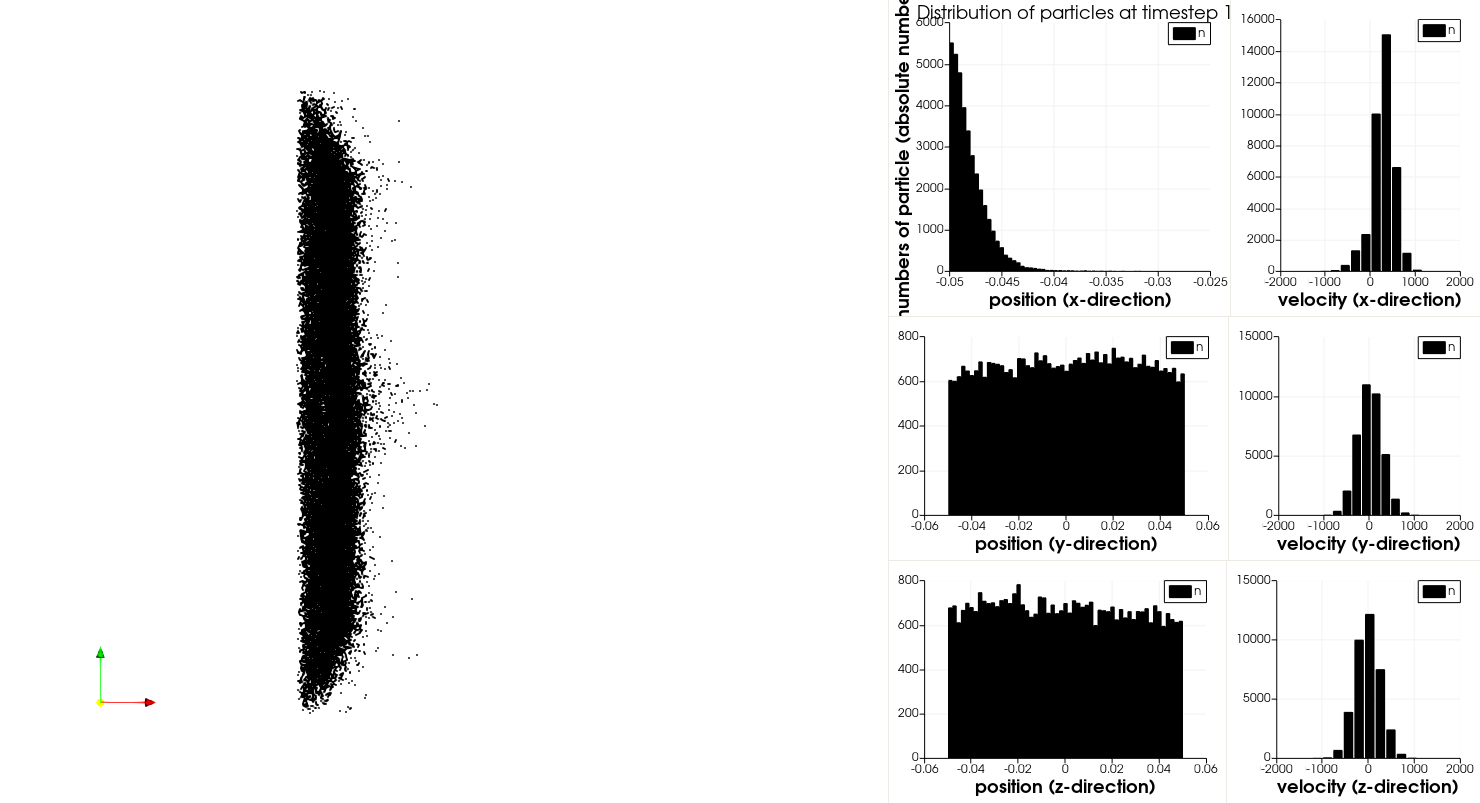 Distribution of particles at timestep 1
numbers of particle (absolute numbe
6000
5000
4000
3000
2000
1000
0
-0.05 -0.045 -0.04 -0.035 -0.03 -0.025
position (x-direction)
n
16000
14000
12000
10000
8000
6000
4000
2000
0
-2000 -1000 0 1000 2000
velocity (x-direction)
n
800
600
400
200
0
-0.06 -0.04 -0.02 0 0.02 0.04 0.06
position (y-direction)
n
15000
10000
5000
0
-2000 -1000 0 1000 2000
velocity (y-direction)
n
800
600
400
200
0
-0.06 -0.04 -0.02 0 0.02 0.04 0.06
position (z-direction)
n
15000
10000
5000
0
-2000 -1000 0 1000 2000
velocity (z-direction)
n